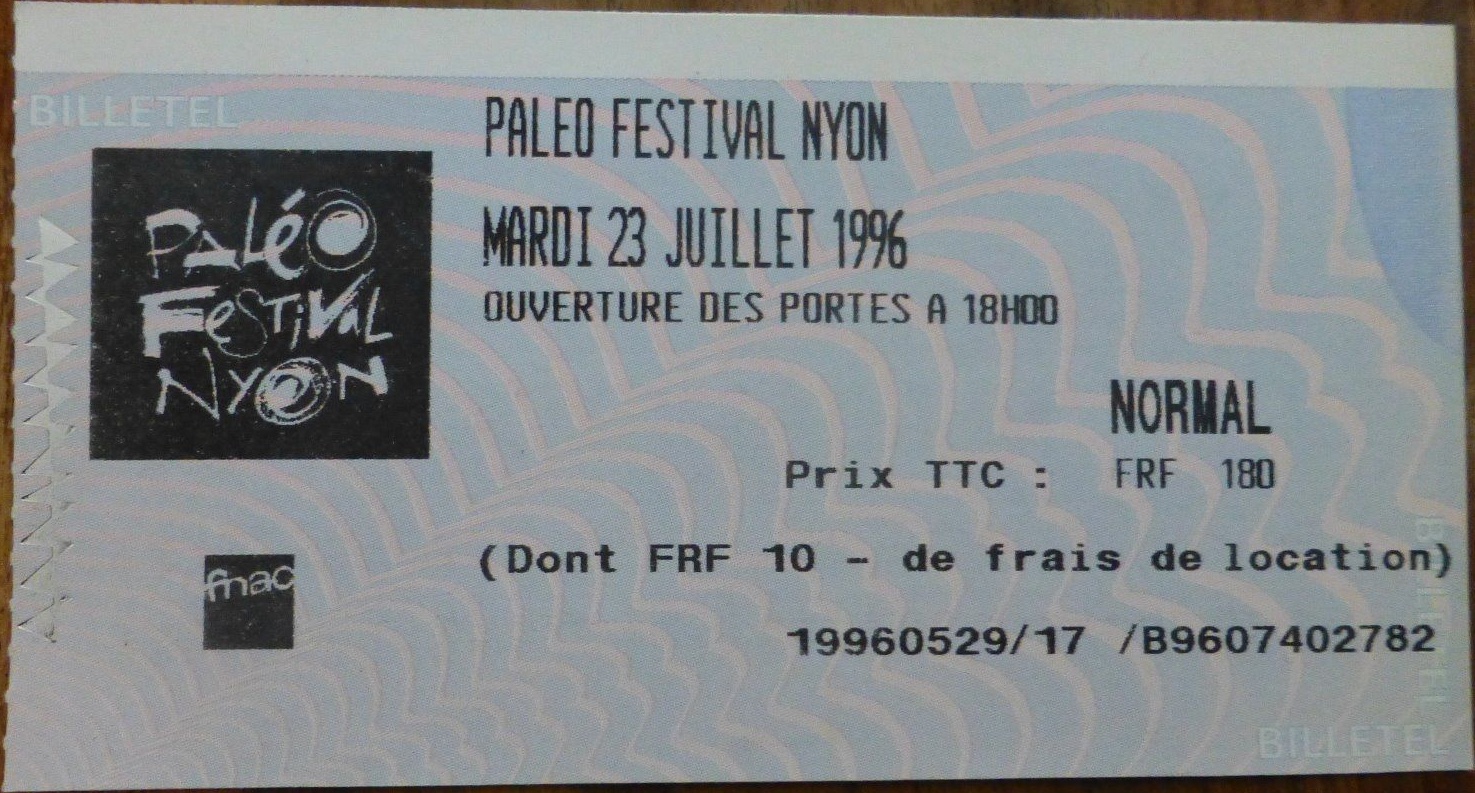 BILLETEL
PALEO FESTIVAL NYON
PALÉO
FESTIVAL
NYON
MARDI 23 JUILLET 1996
OUVERTURE DES PORTES A 18H00
NORMAL
Prix TTC : FRF 180
(Dont FRF 10 - de frais de location)
fnac
19960529/17 /B9607402782
BILLETEL
BILLETEL